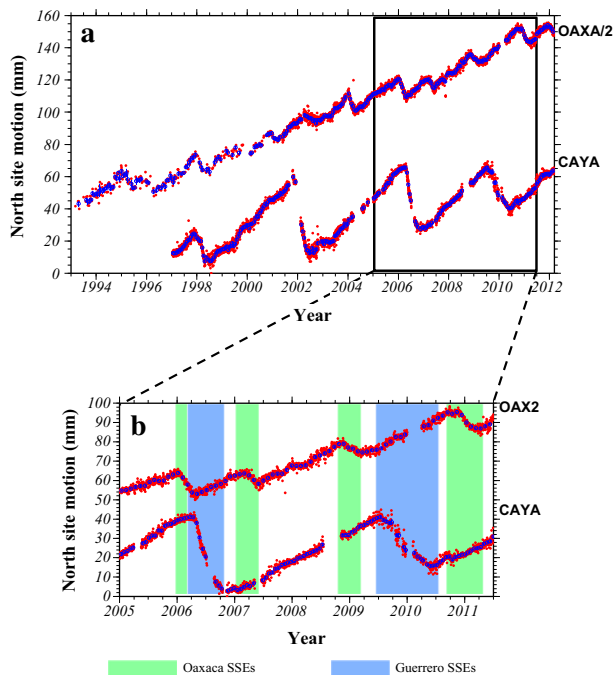 a
North site motion (mm)
160
140
120
100
80
60
40
20
0
OAXA/2
CAYA
1994 1996 1998 2000 2002 2004 2006 2008 2010 2012
Year
b
North site motion (mm)
100
90
80
70
60
50
40
30
20
10
0
OAX2
CAYA
2005 2006 2007 2008 2009 2010 2011
Year
Oaxaca SSEs
Guerrero SSEs